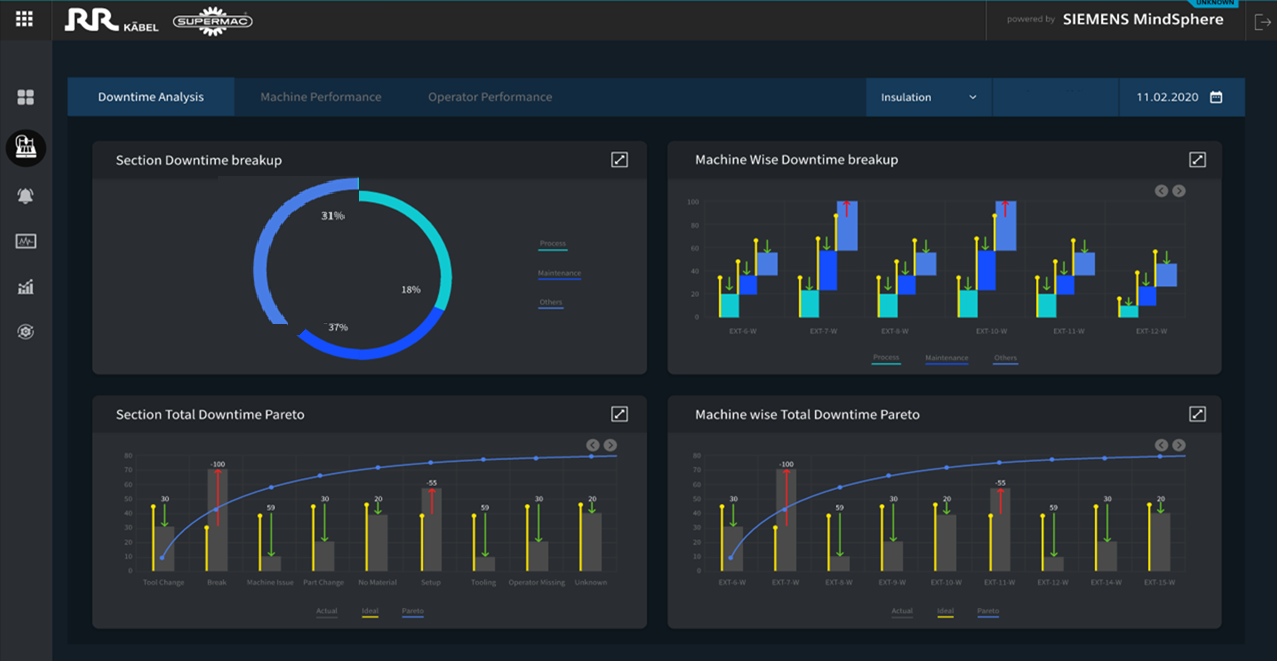 UNKNOWN
RR KÄBEL SUPERMAC
powered by SIEMENS MindSphere
Downtime Analysis Machine Performance Operator Performance Insulation 11.02.2020
Section Downtime breakup
31%
18%
37%
Process
Maintenance
Others
Machine Wise Downtime breakup
100
80
60
40
20
0
EXT-6-W EXT-7-W EXT-8-W EXT-10-W EXT-11-W EXT-12-W
Process Maintenance Others
Section Total Downtime Pareto
80
70
60
50
40
30
20
10
0
30 -100 59 30 20 -55 59 30 20
Tool Change Break Machine Issue Part Change No Material Setup Tooling Operator Missing Unknown
Actual Ideal Pareto
Machine wise Total Downtime Pareto
80
70
60
50
40
30
20
10
0
30 -100 59 30 20 -55 59 30 20
EXT-6-W EXT-7-W EXT-8-W EXT-9-W EXT-10-W EXT-11-W EXT-12-W EXT-14-W EXT-15-W
Actual Ideal Pareto